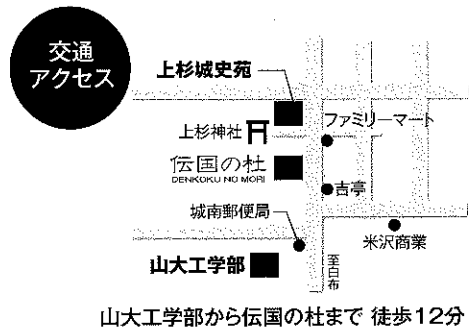 交通
アクセス
上杉城史苑
ファミリーマート
上杉神社
伝国の杜
DENKOKU NO MORI
吉亭
城南郵便局
米沢商業
至白布
山大工学部
山大工学部から伝国の杜まで 徒歩12分